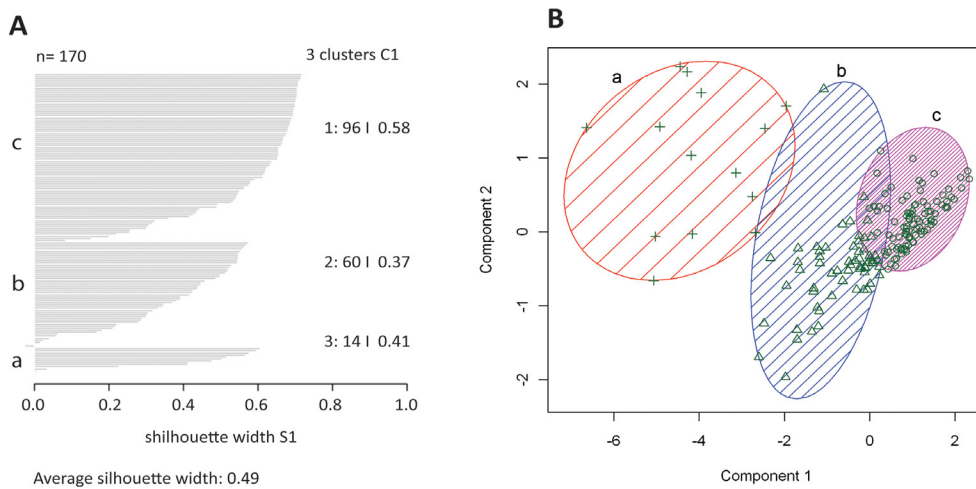 A
n= 170
3 clusters C1
c
1: 96 I 0.58
b
2: 60 I 0.37
a
3: 14 I 0.41
0.0 0.2 0.4 0.6 0.8 1.0
shilhouette width S1
Average silhouette width: 0.49
B
a
b
c
2
1
0
-1
-2
Component 2
-6 -4 -2 0 2
Component 1